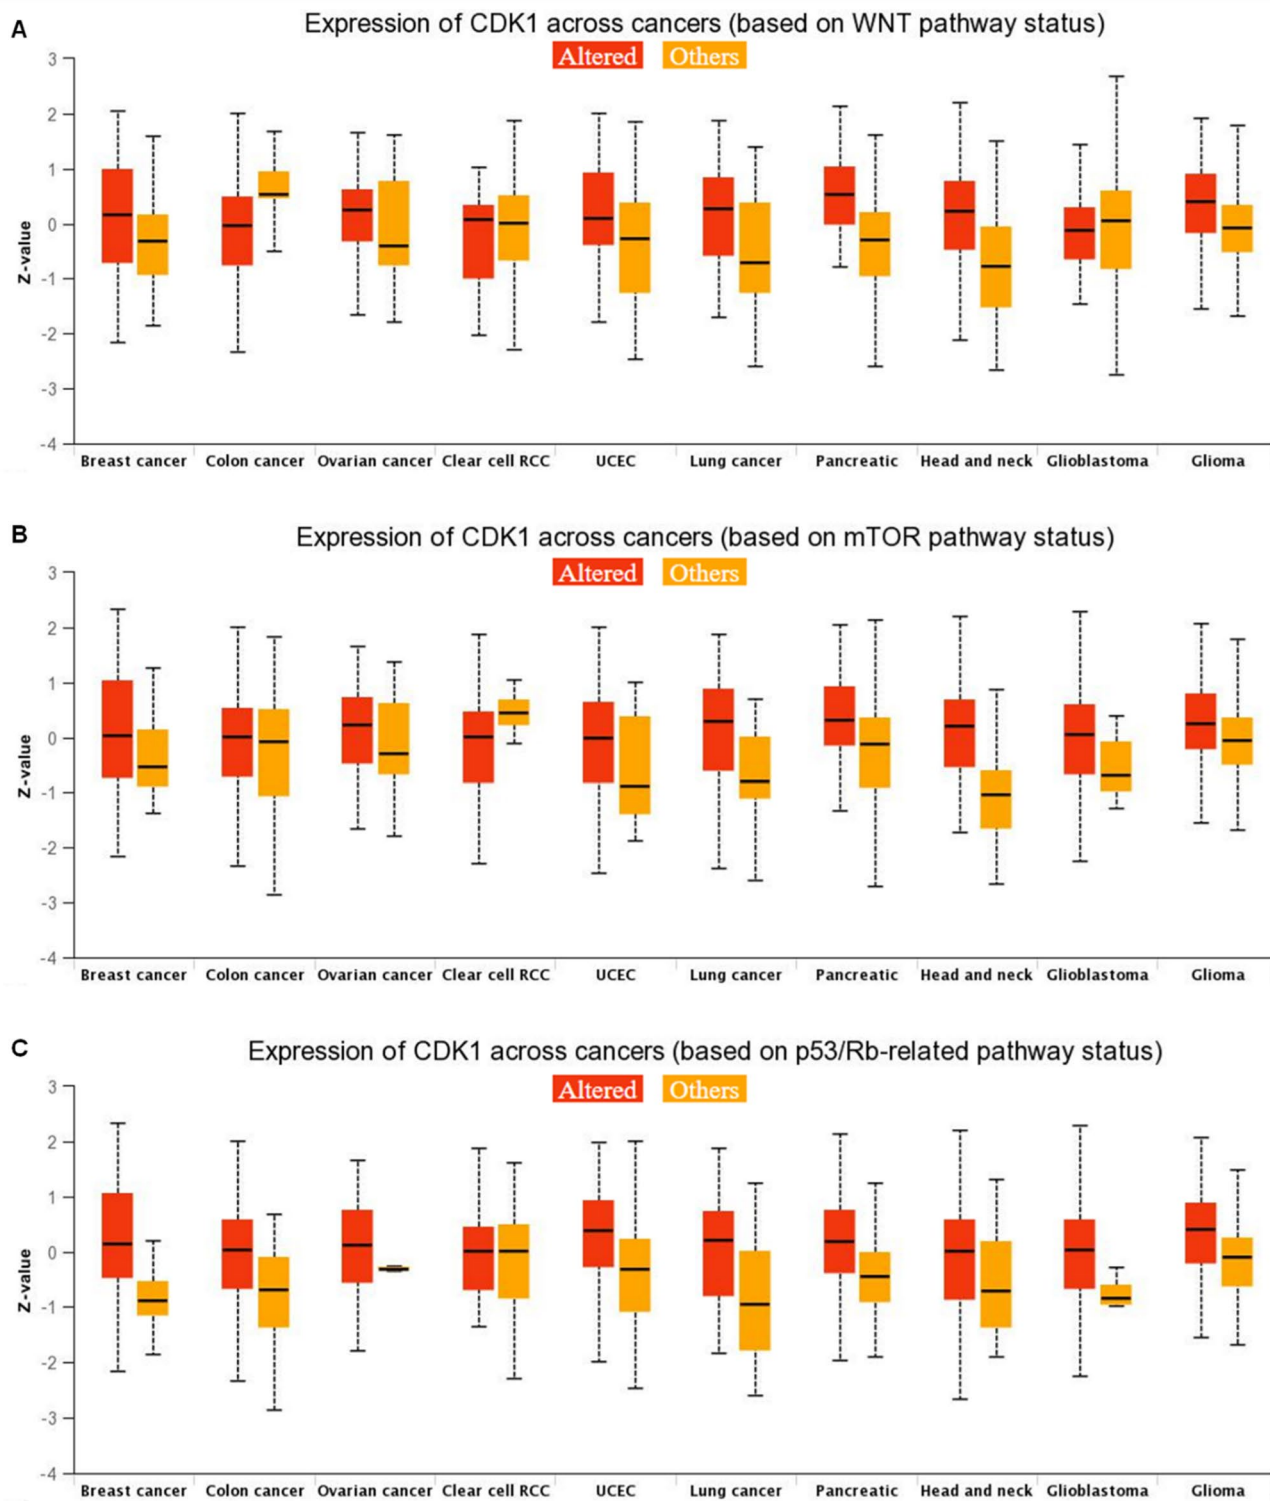 A
Expression of CDK1 across cancers (based on WNT pathway status)
Altered Others
3
2
1
0
-1
-2
-3
-4
Z-value
Breast cancer Colon cancer Ovarian cancer Clear cell RCC UCEC Lung cancer Pancreatic Head and neck Glioblastoma Glioma
B
Expression of CDK1 across cancers (based on mTOR pathway status)
Altered Others
3
2
1
0
-1
-2
-3
-4
Z-value
Breast cancer Colon cancer Ovarian cancer Clear cell RCC UCEC Lung cancer Pancreatic Head and neck Glioblastoma Glioma
C
Expression of CDK1 across cancers (based on p53/Rb-related pathway status)
Altered Others
3
2
1
0
-1
-2
-3
-4
Z-value
Breast cancer Colon cancer Ovarian cancer Clear cell RCC UCEC Lung cancer Pancreatic Head and neck Glioblastoma Glioma